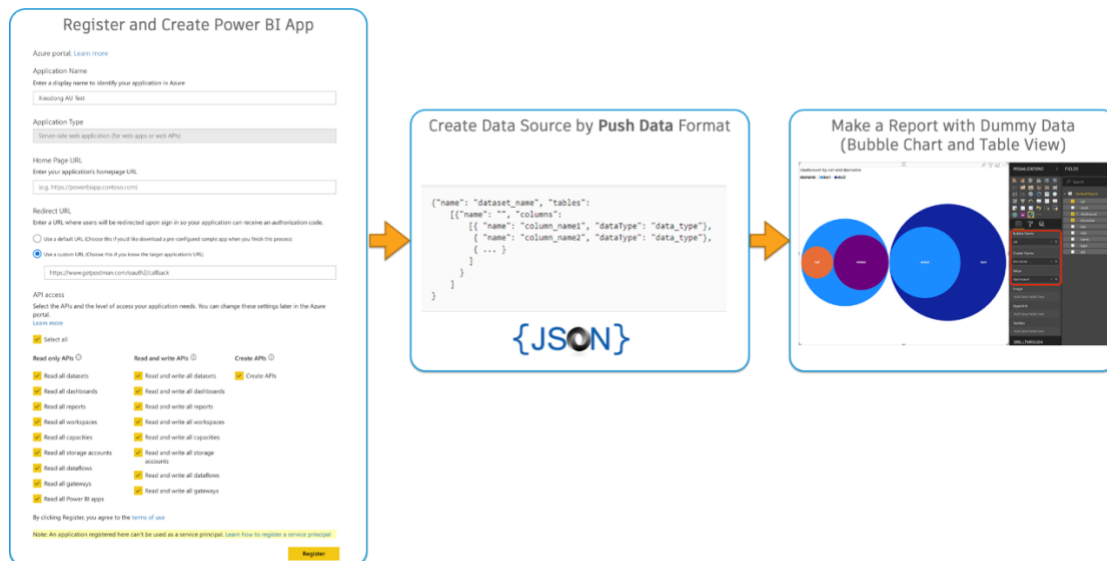 Register and Create Power BI App
Azure portal. Learn more
Application Name
Enter a display name to identify your application in Azure
Xiaodong AU Test
Application Type
Server-side web application (for web apps or web APIs)
Home Page URL
Enter your application's homepage URL
(e.g. https://powerbiapp.contoso.com)
Redirect URL
Enter a URL where users will be redirected upon sign in so your application can receive an authorization code.
Use a default URL (Choose this if you'd like download a pre-configured sample app when you finish this process)
Use a custom URL (Choose this if you know the target application's URL)
https://www.getpostman.com/oauth2/callback
API access
Select the APIs and the level of access your application needs. You can change these settings later in the Azure
portal.
Learn more
Select all
Read only APIs
Read all datasets
Read all dashboards
Read all reports
Read all workspaces
Read all capacities
Read all storage accounts
Read all dataflows
Read all gateways
Read all Power BI apps
Read and write APIs
Read and write all datasets
Read and write all dashboards
Read and write all reports
Read and write all workspaces
Read and write all capacities
Read and write all storage
accounts
Read and write all dataflows
Read and write all gateways
Create APIs
Create APIs
By clicking Register, you agree to the terms of use
Note: An application registered here can't be used as a service principal. Learn how to register a service principal
Register
Create Data Source by Push Data Format
{"name": "dataset_name", "tables":
[{"name": "", "columns":
[{ "name": "column_name1", "dataType": "data_type"},
{ "name": "column_name2", "dataType": "data_type"},
{ ... }
]
}
]
}
{JSON}
Make a Report with Dummy Data
(Bubble Chart and Table View)
VISUALIZATIONS
FIELDS